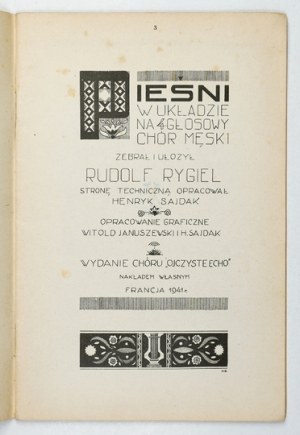 3
PIESNI
W UKŁADZIE
NA 4 GŁOSOWY
CHÓR MĘSKI
ZEBRAŁ I UŁOŻYŁ
RUDOLF RYGIEL
STRONĘ TECHNICZNĄ OPRACOWAŁ
HENRYK SAJDAK
OPRACOWANIE GRAFICZNE
WITOLD JANUSZEWSKI I H. SAJDAK
WYDANIE CHÓRU „OJCZYSTE ECHO"
NAKŁADEM WŁASNYM
FRANCJA 1941 R